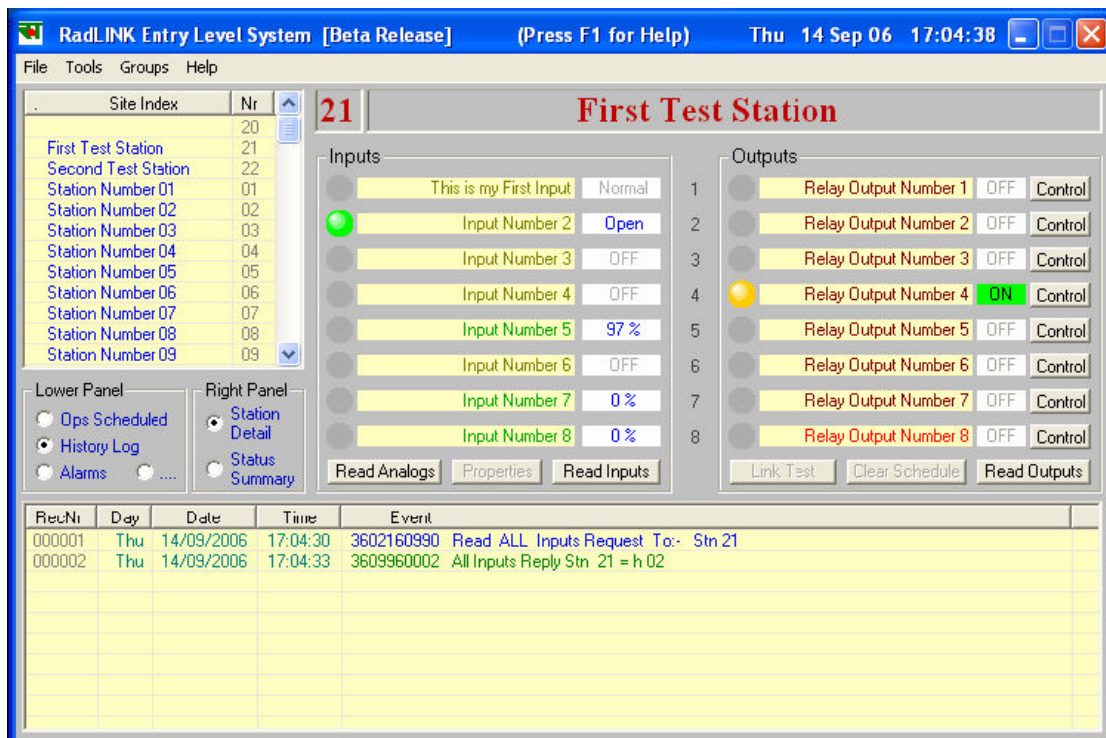 RadLINK Entry Level System [Beta Release] (Press F1 for Help) Thu 14 Sep 06 17:04:38
File Tools Groups Help
. Site Index Nr
20
First Test Station 21
Second Test Station 22
Station Number 01 01
Station Number 02 02
Station Number 03 03
Station Number 04 04
Station Number 05 05
Station Number 06 06
Station Number 07 07
Station Number 08 08
Station Number 09 09
Lower Panel
Ops Scheduled
History Log
Alarms ....
Right Panel
Station
Detail
Status
Summary
21 First Test Station
Inputs
This is my First Input Normal 1
Input Number 2 Open 2
Input Number 3 OFF 3
Input Number 4 OFF 4
Input Number 5 97 % 5
Input Number 6 OFF 6
Input Number 7 0 % 7
Input Number 8 0 % 8
Read Analogs Properties Read Inputs
Outputs
Relay Output Number 1 OFF Control
Relay Output Number 2 OFF Control
Relay Output Number 3 OFF Control
Relay Output Number 4 ON Control
Relay Output Number 5 OFF Control
Relay Output Number 6 OFF Control
Relay Output Number 7 OFF Control
Relay Output Number 8 OFF Control
Link Test Clear Schedule Read Outputs
RecNr Day Date Time Event
000001 Thu 14/09/2006 17:04:30 3602160990 Read ALL Inputs Request To:- Stn 21
000002 Thu 14/09/2006 17:04:33 3609960002 All Inputs Reply Stn 21 = h 02